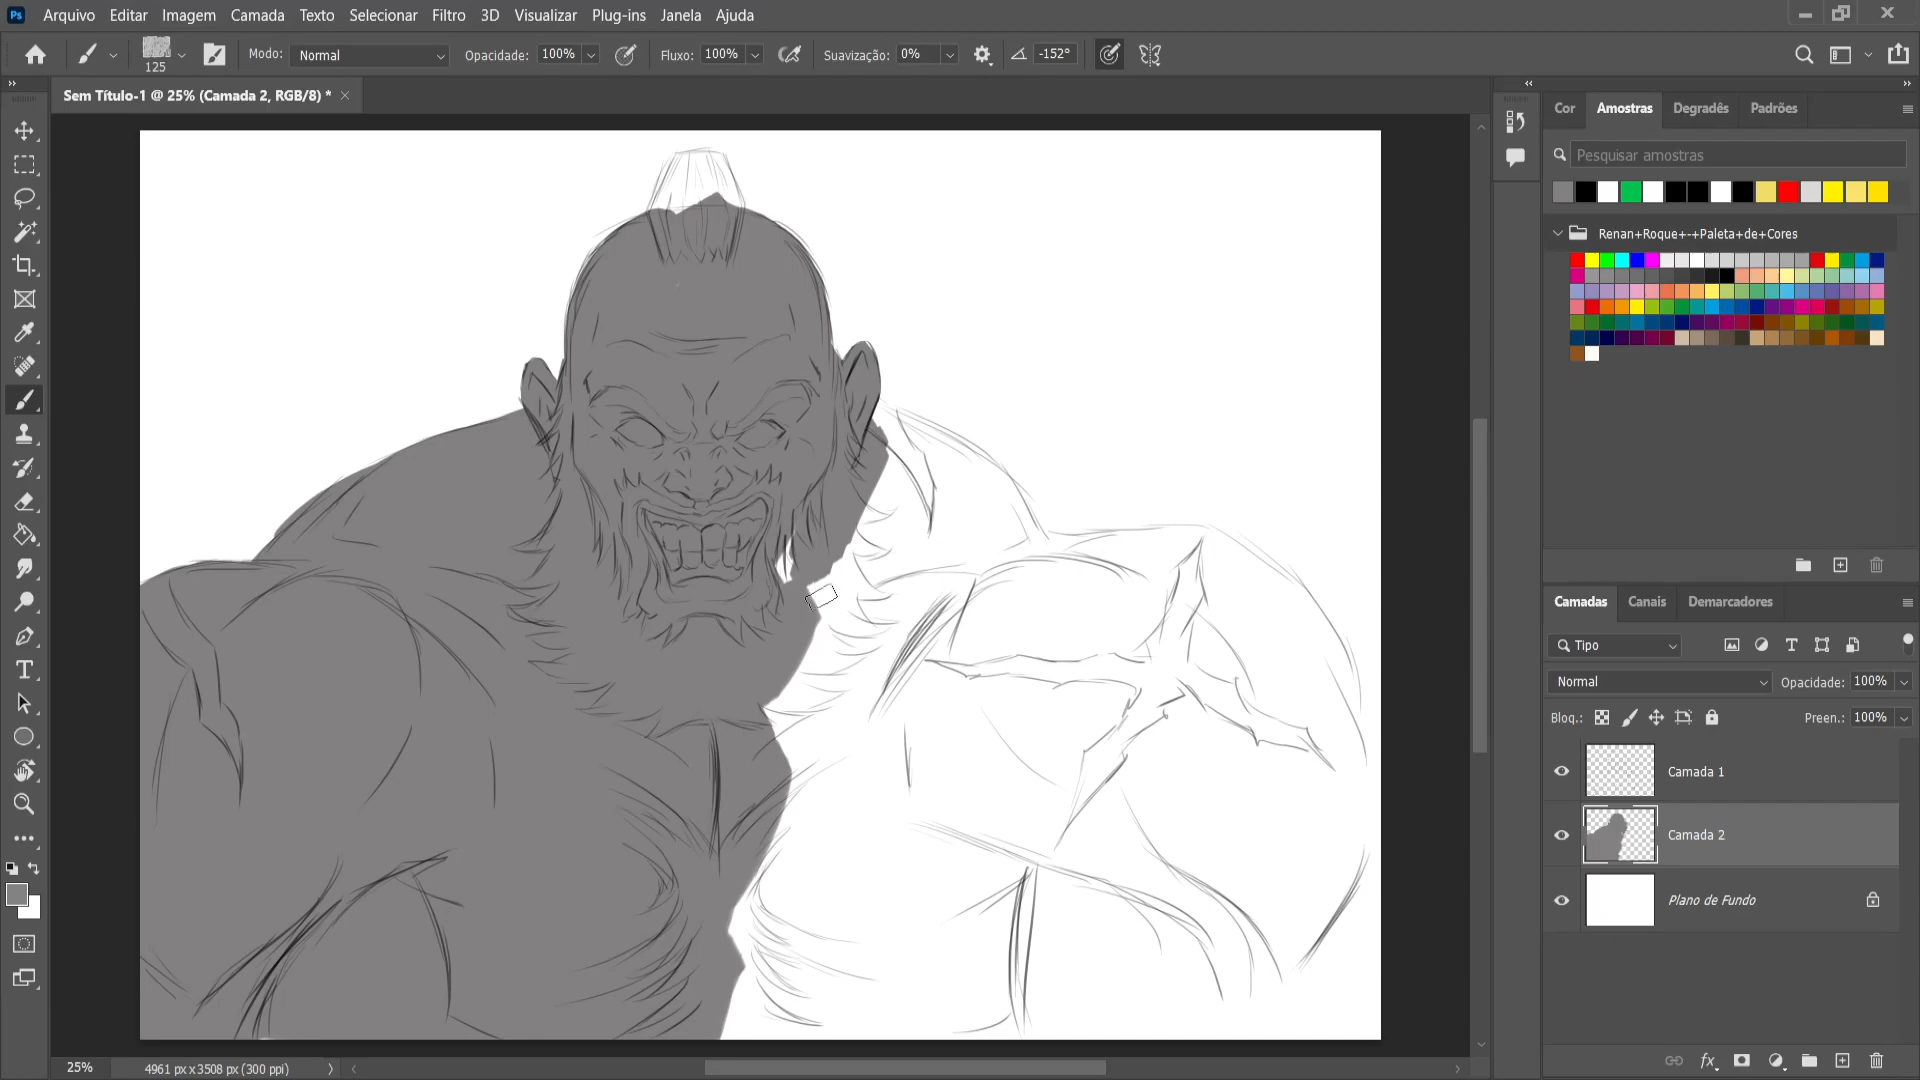 Ps Arquivo Editar Imagem Camada Texto Selecionar Filtro 3D Visualizar Plug-ins Janela Ajuda
125 Modo: Normal Opacidade: 100% Fluxo: 100% Suavização: 0% -152°
Sem Título-1 @ 25% (Camada 2, RGB/8) *
Cor Amostras Degradês Padrões
Pesquisar amostras
Renan+Roque+-+Paleta+de+Cores
Camadas Canais Demarcadores
Tipo
Normal Opacidade: 100%
Bloq.: Preen.: 100%
Camada 1
Camada 2
Plano de Fundo
25% 4961 px x 3508 px (300 ppi)